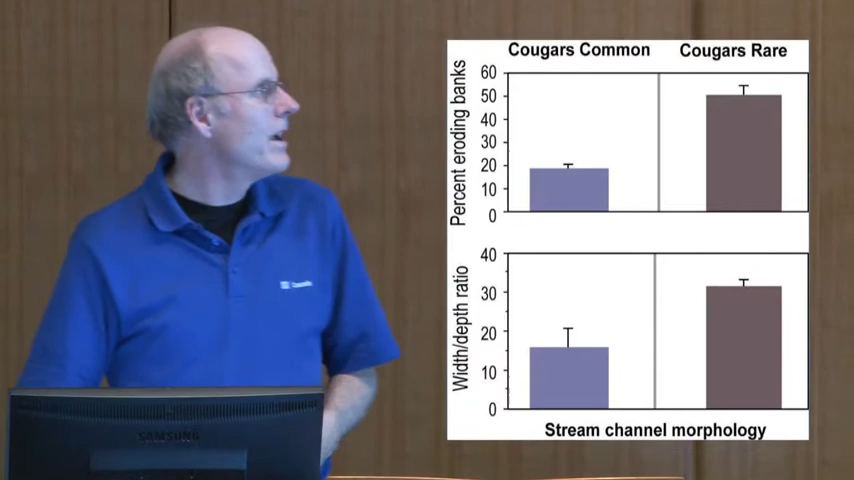 Cougars Common
Cougars Rare
Percent eroding banks
60
50
40
30
20
10
0
Width/depth ratio
40
30
20
10
0
Stream channel morphology
SAMSUNG